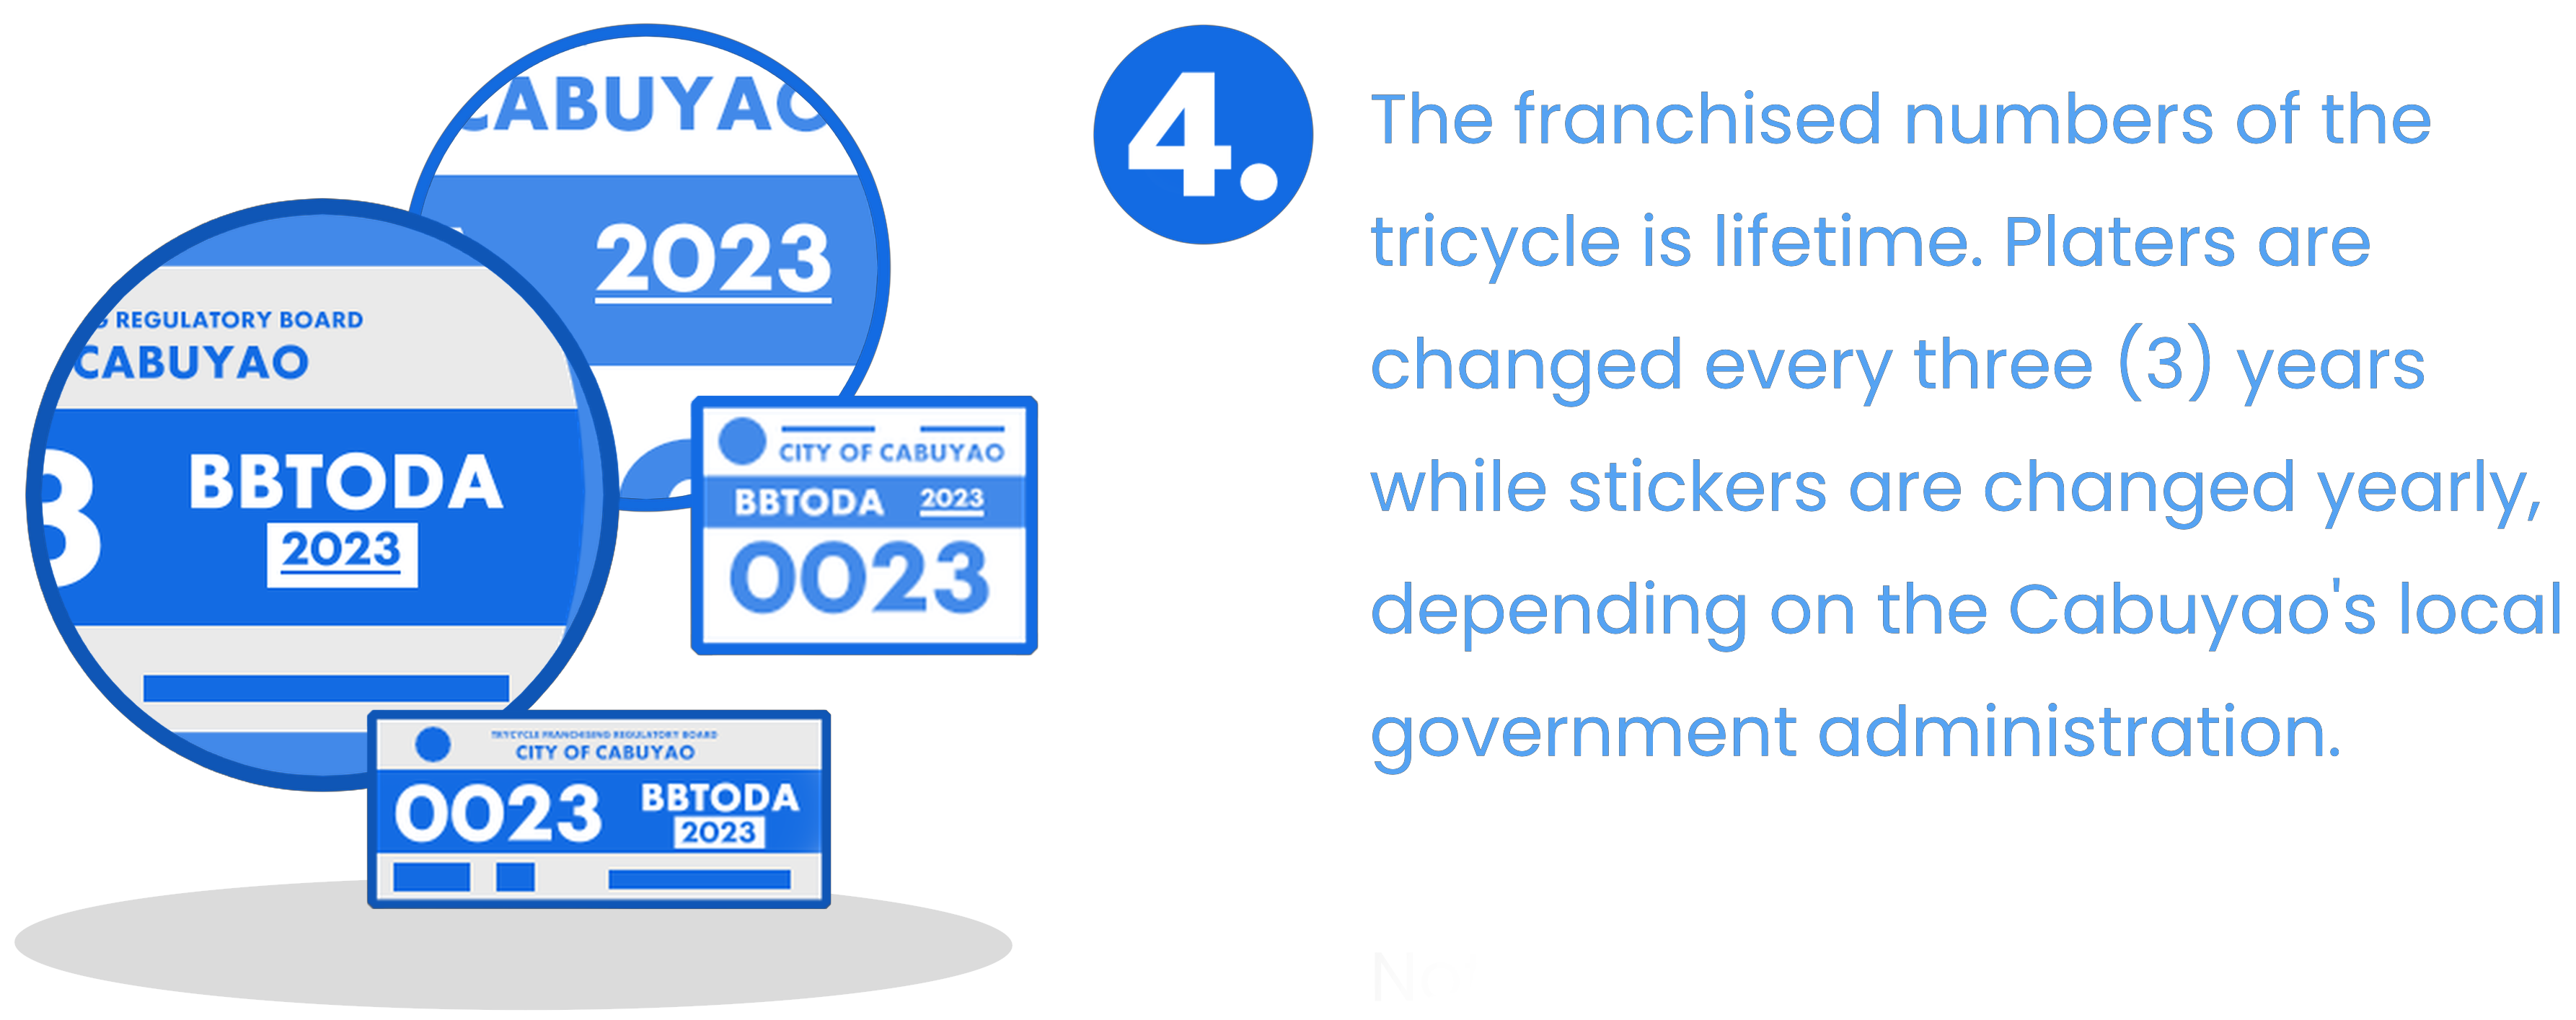 CABUYAO
2023
G REGULATORY BOARD
CABUYAO
3
BBTODA
2023
CITY OF CABUYAO
BBTODA 2023
0023
TRYCYCLE FRANCHISING REGULATORY BOARD
CITY OF CABUYAO
0023 BBTODA
2023
4.
The franchised numbers of the
tricycle is lifetime. Platers are
changed every three (3) years
while stickers are changed yearly,
depending on the Cabuyao's local
government administration.